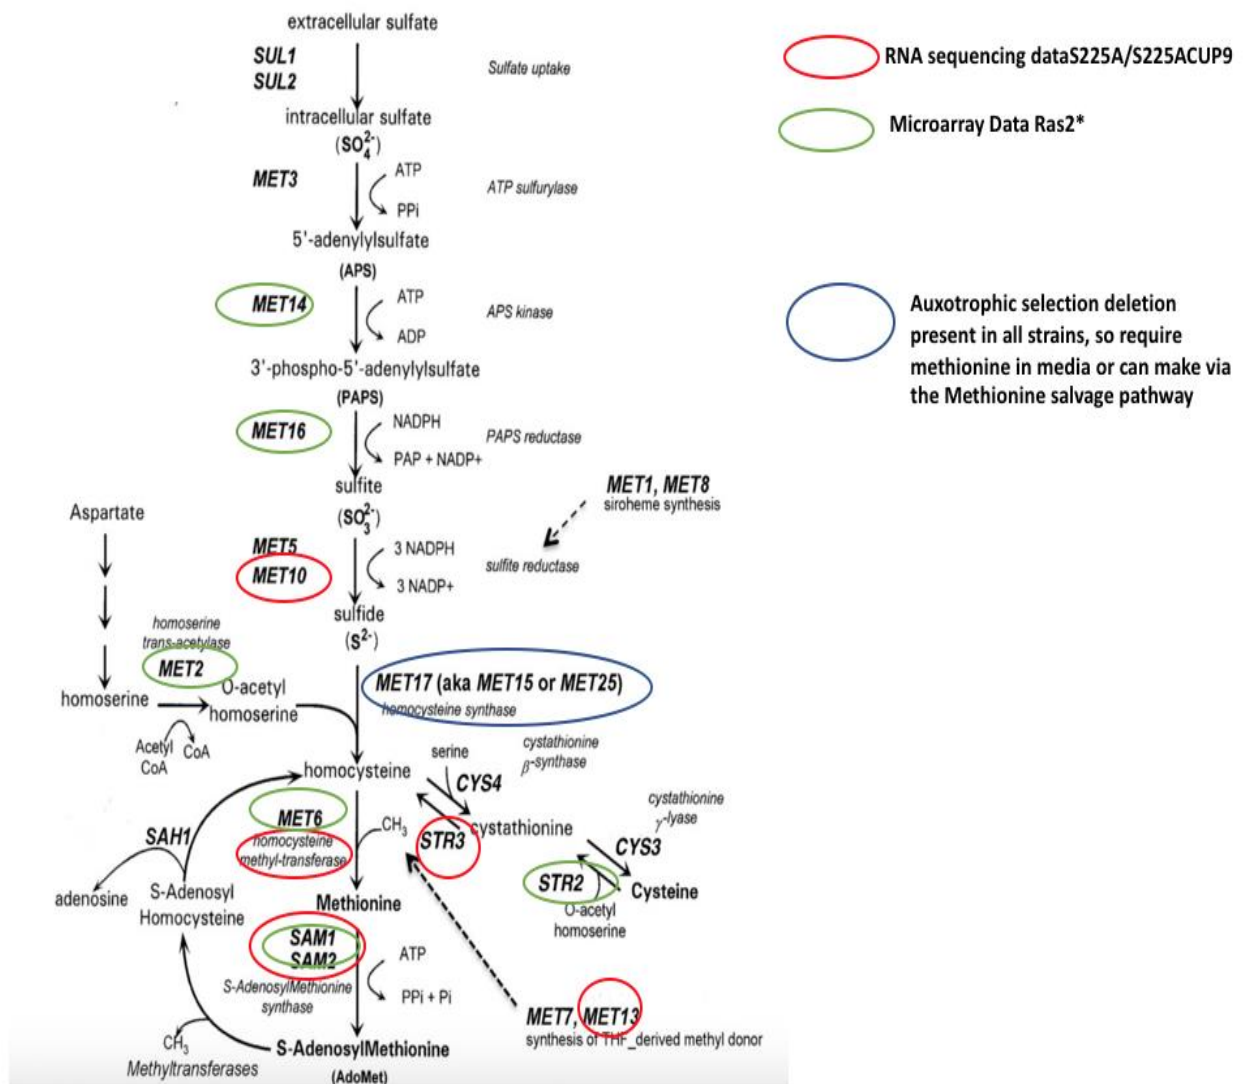 extracellular sulfate
SUL1
SUL2
Sulfate uptake
intracellular sulfate
(SO₄²⁻)
MET3
ATP
PPi
ATP sulfurylase
5'-adenylylsulfate
(APS)
MET14
ATP
ADP
APS kinase
3'-phospho-5'-adenylylsulfate
(PAPS)
MET16
NADPH
PAP + NADP+
PAPS reductase
sulfite
(SO₃²⁻)
MET1, MET8
siroheme synthesis
MET5
MET10
3 NADPH
3 NADP+
sulfite reductase
sulfide
(S²⁻)
Aspartate
homoserine
trans-acetylase
MET2
homoserine
O-acetyl
homoserine
Acetyl
CoA
CoA
MET17 (aka MET15 or MET25)
homocysteine synthase
homocysteine
serine
cystathionine
β-synthase
CYS4
cystathionine
STR3
cystathionine
γ-lyase
CYS3
STR2
Cysteine
O-acetyl
homoserine
MET6
homocysteine
methyl-transferase
CH₃
SAH1
adenosine
S-Adenosyl
Homocysteine
Methionine
SAM1
SAM2
S-AdenosylMethionine
synthase
ATP
PPi + Pi
MET7, MET13
synthesis of THF_derived methyl donor
CH₃
Methyltransferases
S-AdenosylMethionine
(AdoMet)
RNA sequencing dataS225A/S225ACUP9
Microarray Data Ras2*
Auxotrophic selection deletion
present in all strains, so require
methionine in media or can make via
the Methionine salvage pathway